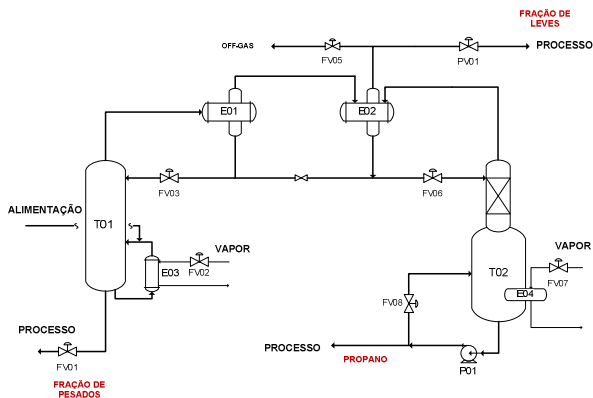 FRAÇÃO DE
LEVES
OFF-GAS
PROCESSO
FV05
PV01
E01
E02
FV03
FV06
ALIMENTAÇÃO
T01
VAPOR
E03
FV02
VAPOR
T02
E04
FV07
FV08
PROCESSO
FV01
FRAÇÃO DE
PESADOS
PROCESSO
PROPANO
P01